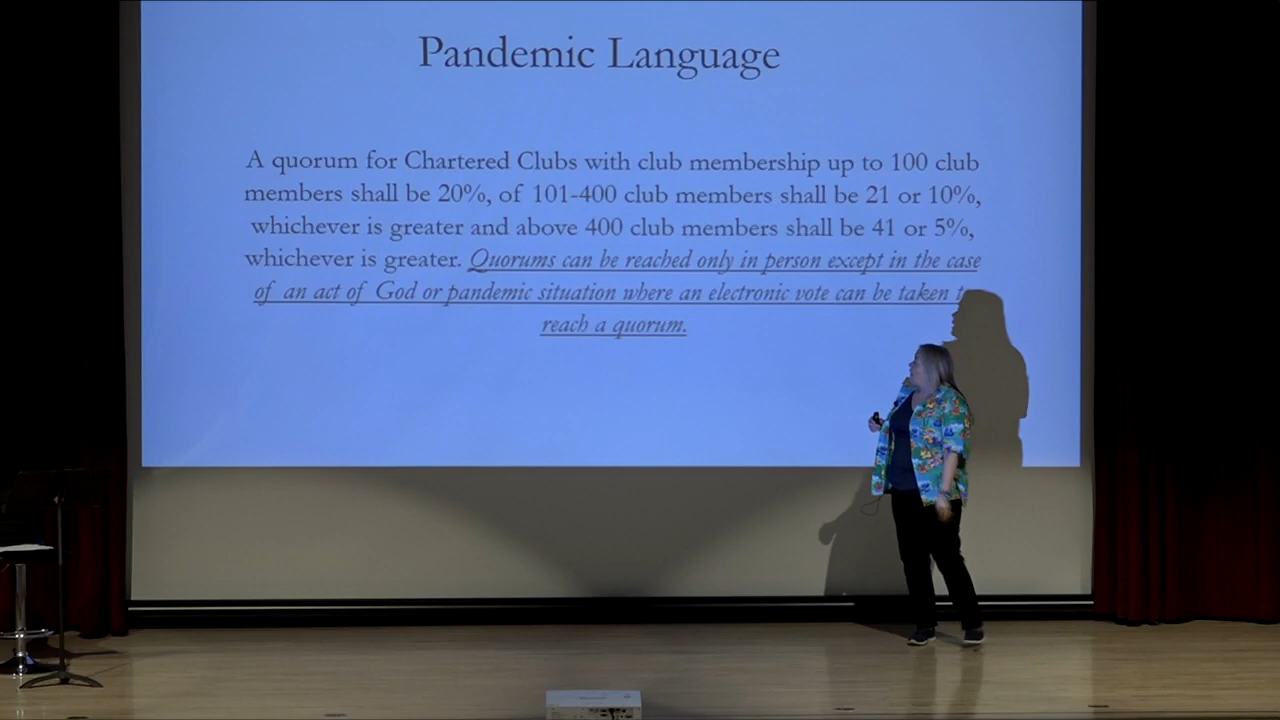 Pandemic Language
A quorum for Chartered Clubs with club membership up to 100 club
members shall be 20%, of 101-400 club members shall be 21 or 10%,
whichever is greater and above 400 club members shall be 41 or 5%,
whichever is greater. Quorums can be reached only in person except in the case
of an act of God or pandemic situation where an electronic vote can be taken
reach a quorum.